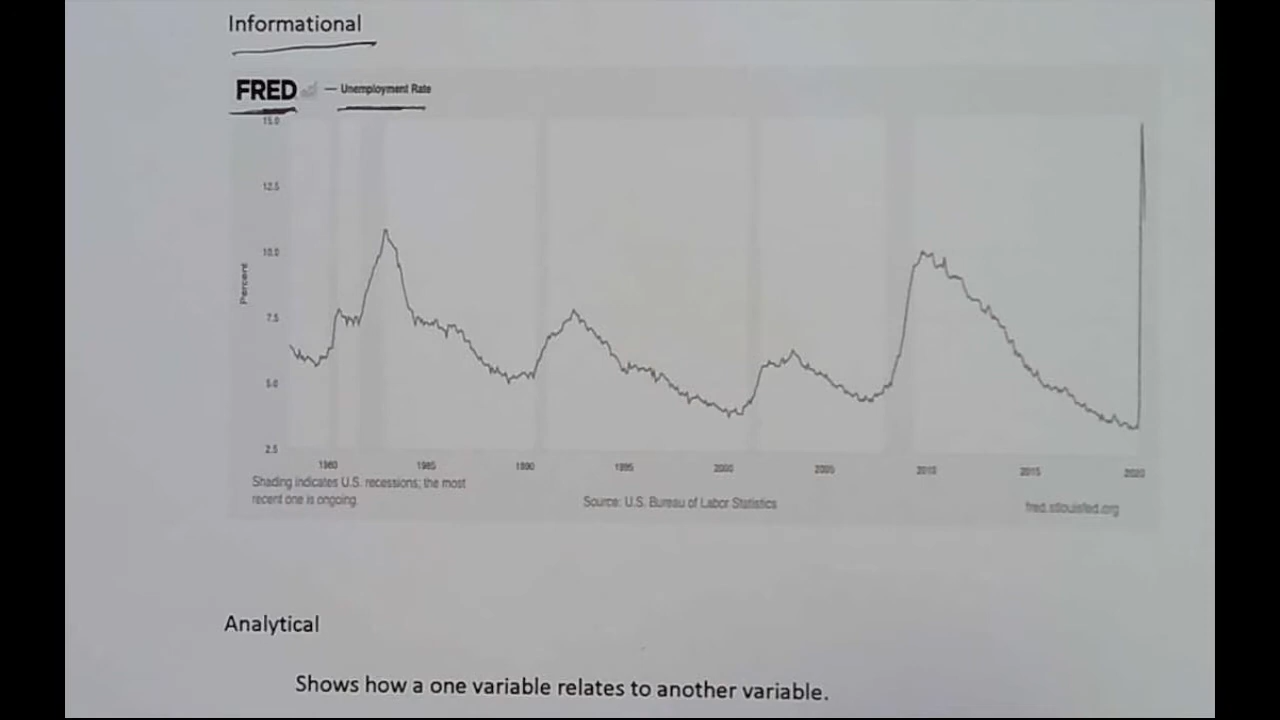 Informational
FRED — Unemployment Rate
15.0
12.5
10.0
7.5
5.0
2.5
Percent
1980 1985 1990 1995 2000 2005 2010 2015 2020
Shading indicates U.S. recessions; the most
recent one is ongoing.
Source: U.S. Bureau of Labor Statistics
fred.stlouisfed.org
Analytical
Shows how a one variable relates to another variable.